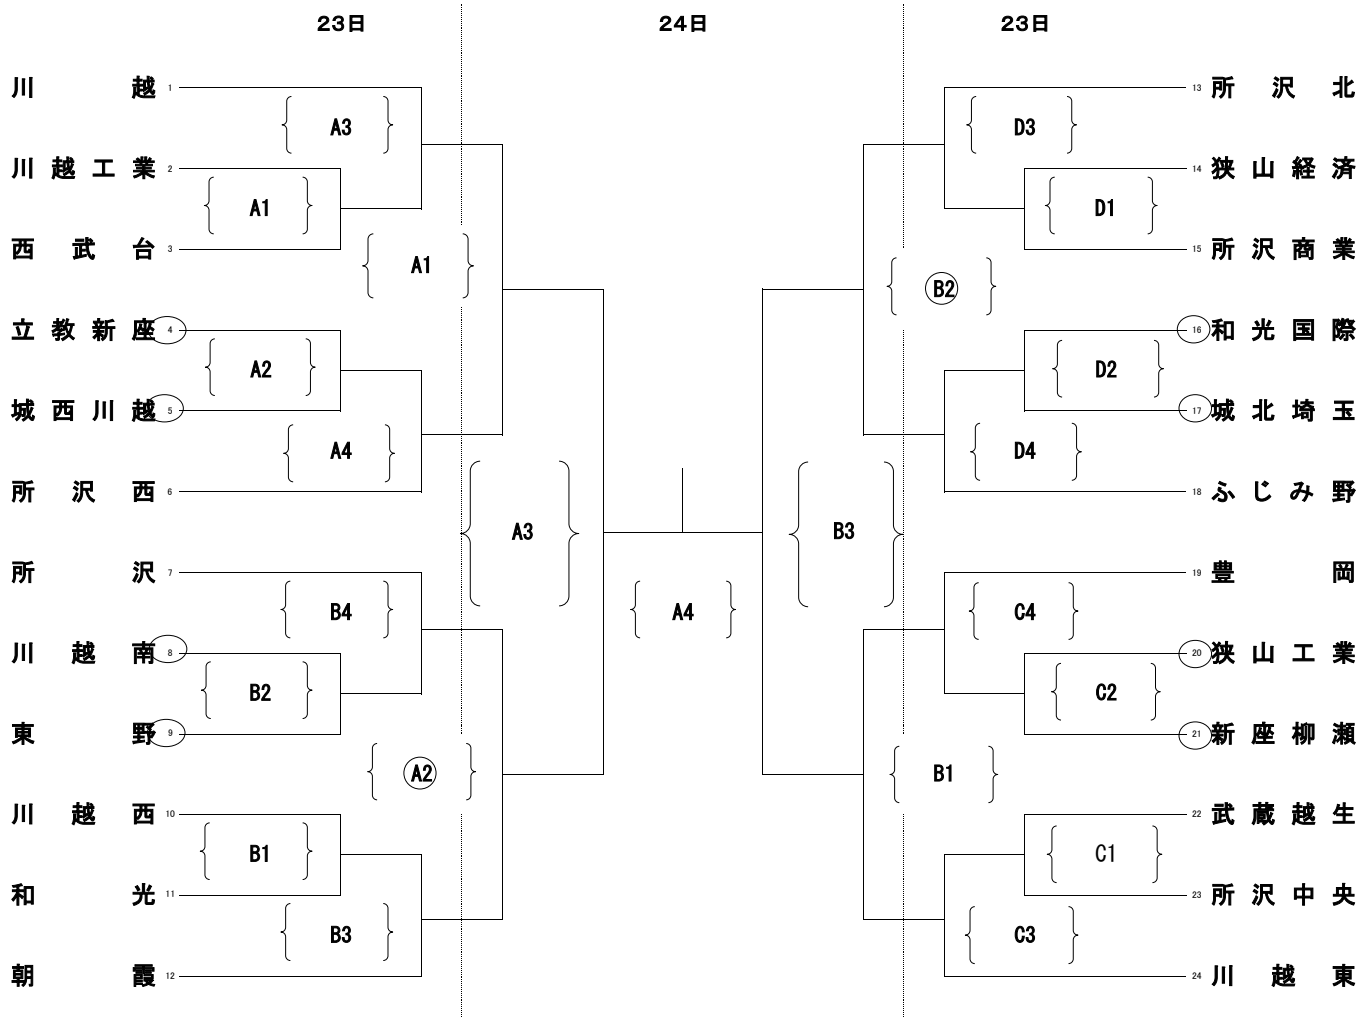 23日 24日 23日
川越 1 13 所沢北
A3 D3
川越工業 2 14 狭山経済
A1 D1
西武台 3 15 所沢商業
A1
B2
立教新座 4 16 和光国際
A2 D2
城西川越 5 17 城北埼玉
A4 D4
所沢西 6 18 ふじみ野
A3 B3
所沢 7 19 豊岡
B4 A4 C4
川越南 8 20 狭山工業
B2 C2
東野 9 21 新座柳瀬
A2 B1
川越西 10 22 武蔵越生
B1 C1
和光 11 23 所沢中央
B3 C3
朝霞 12 24 川越東